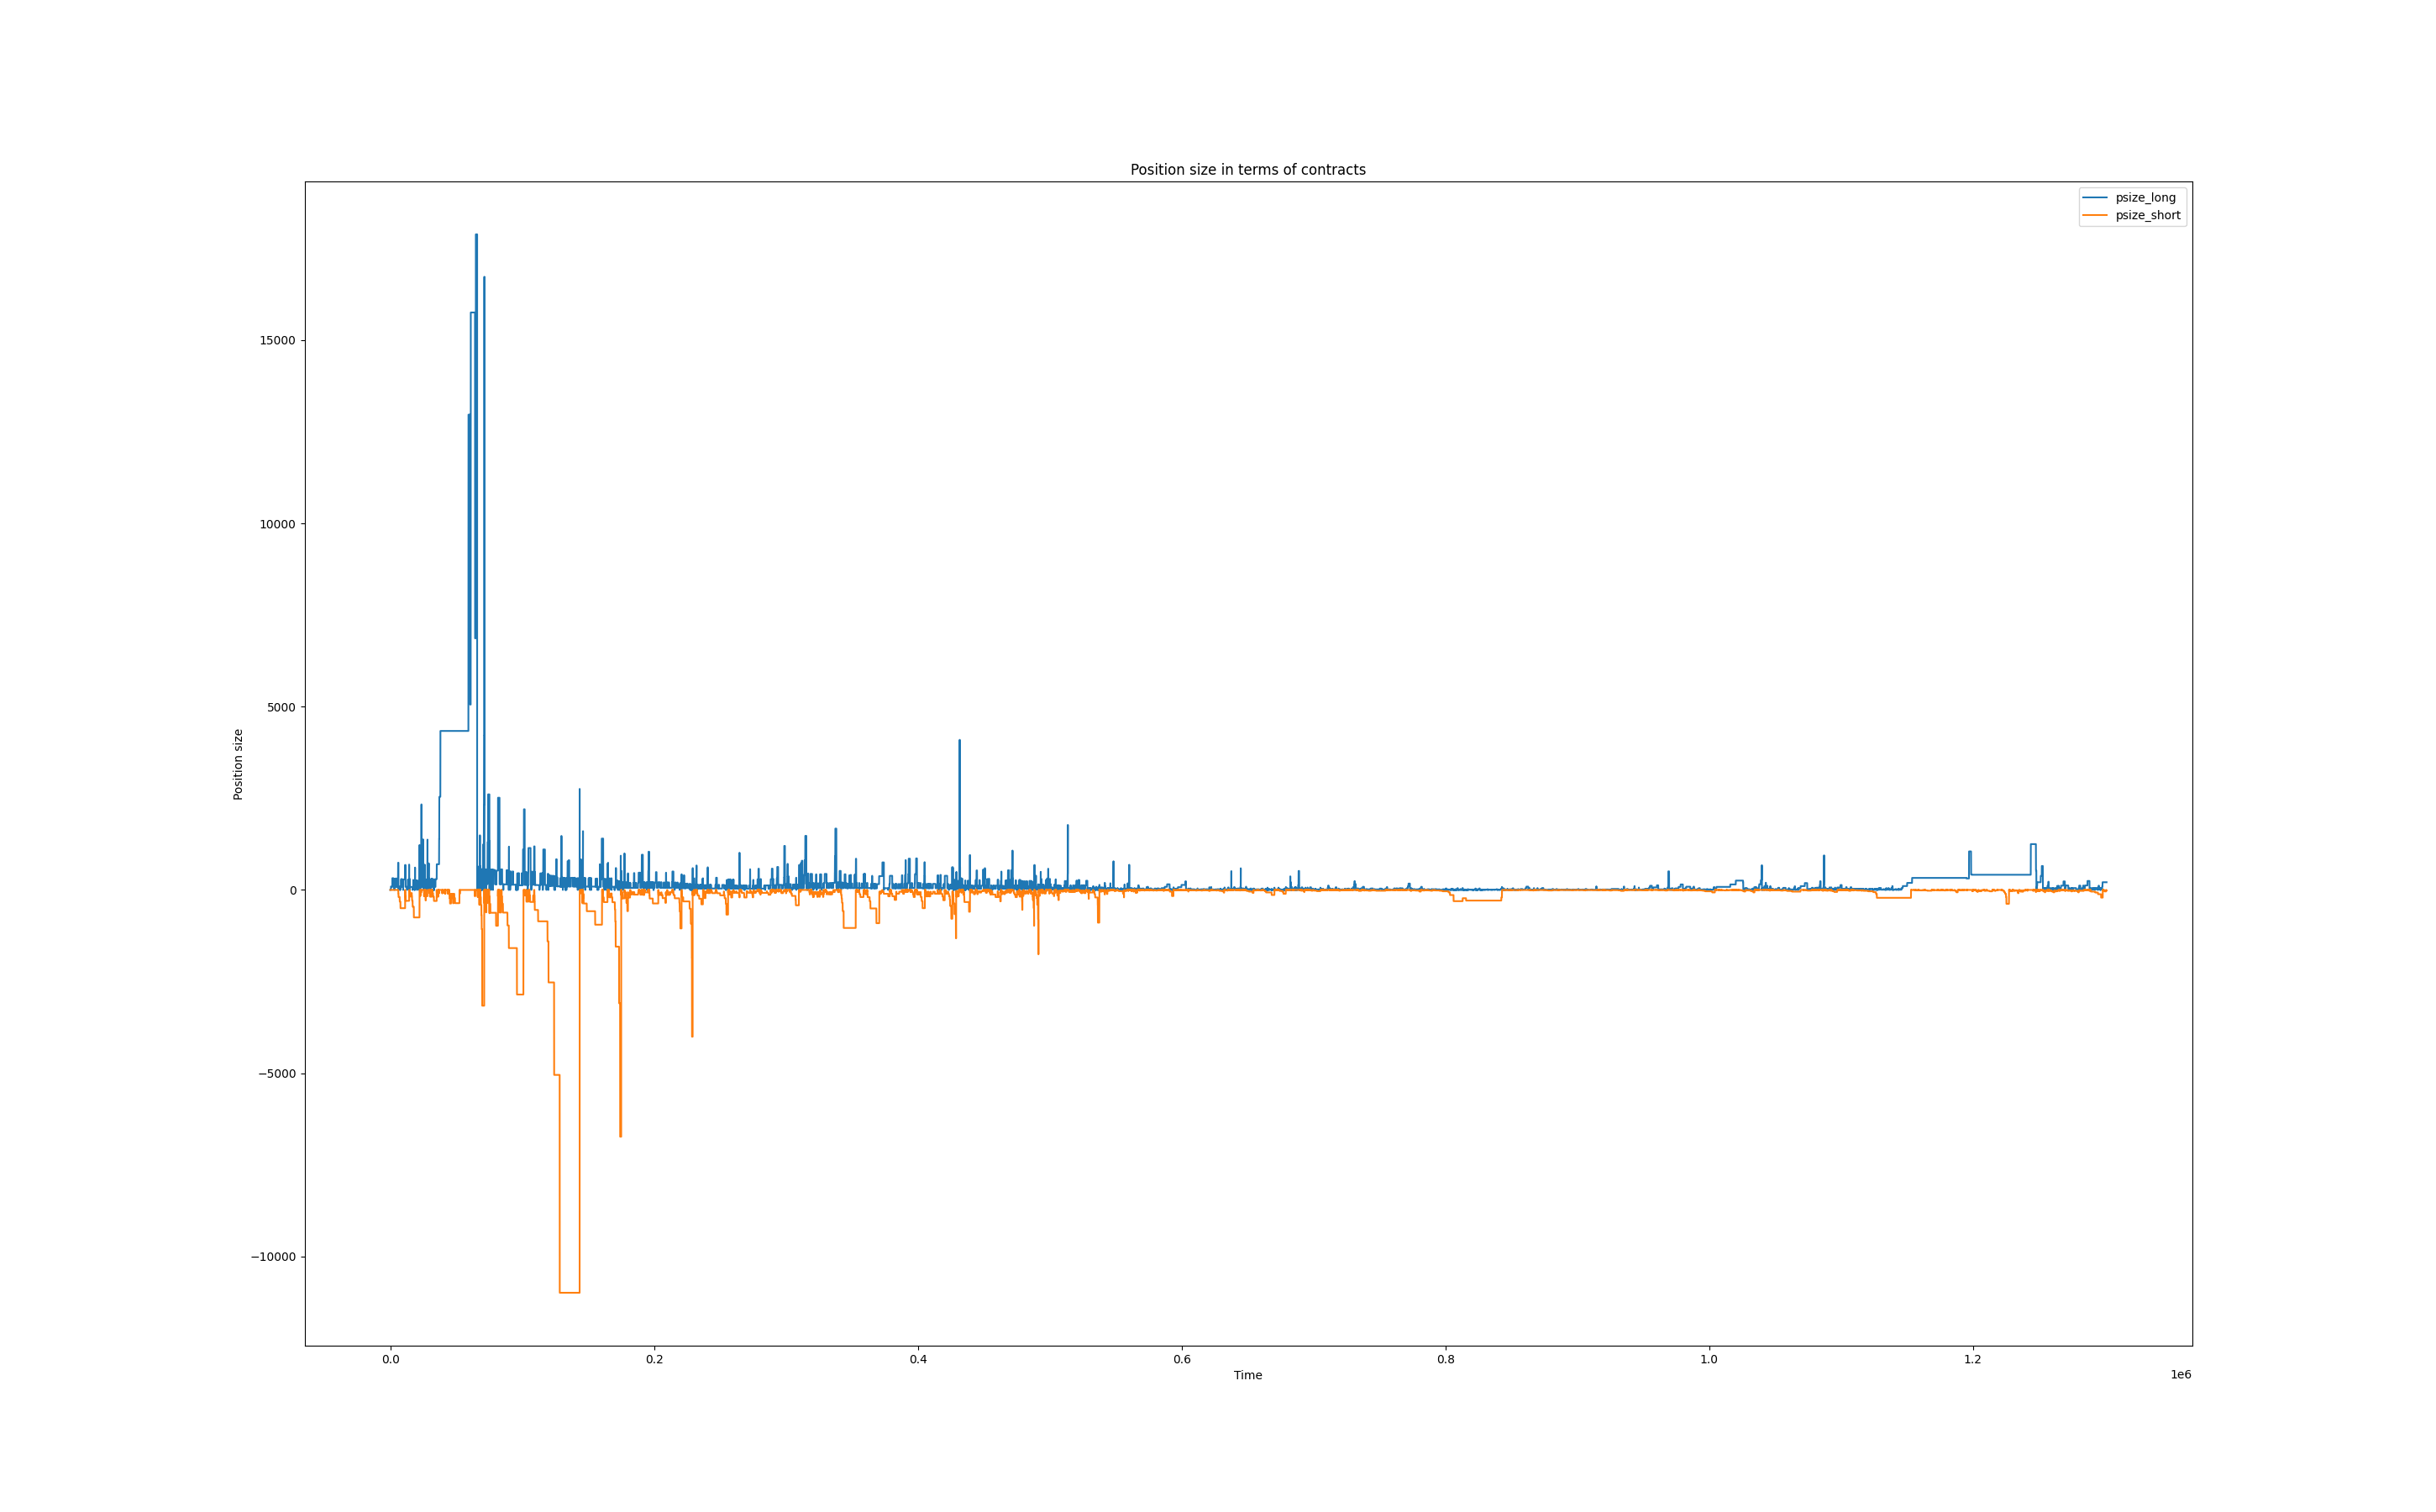 Position size in terms of contracts
psize_long
psize_short
15000
10000
5000
0
−5000
−10000
Position size
0.0 0.2 0.4 0.6 0.8 1.0 1.2
Time
1e6